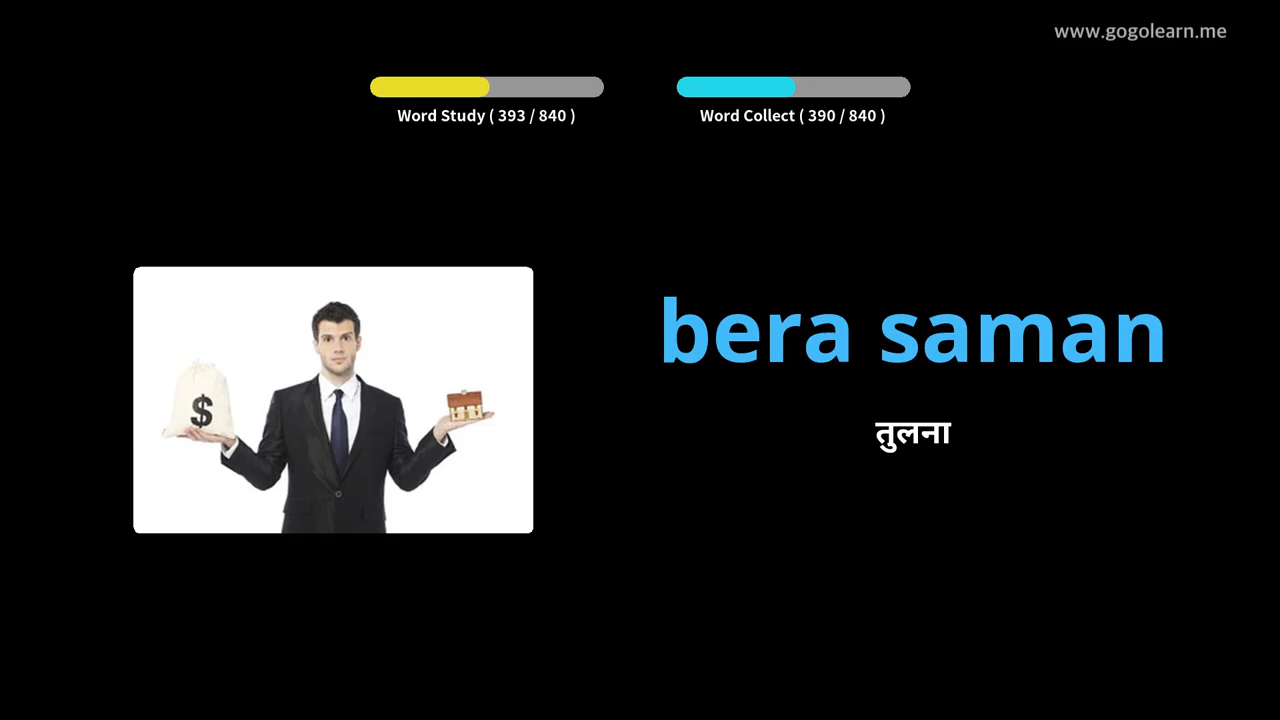 www.gogolearn.me
Word Study ( 393 / 840 )
Word Collect ( 390 / 840 )
$
bera saman
तुलना